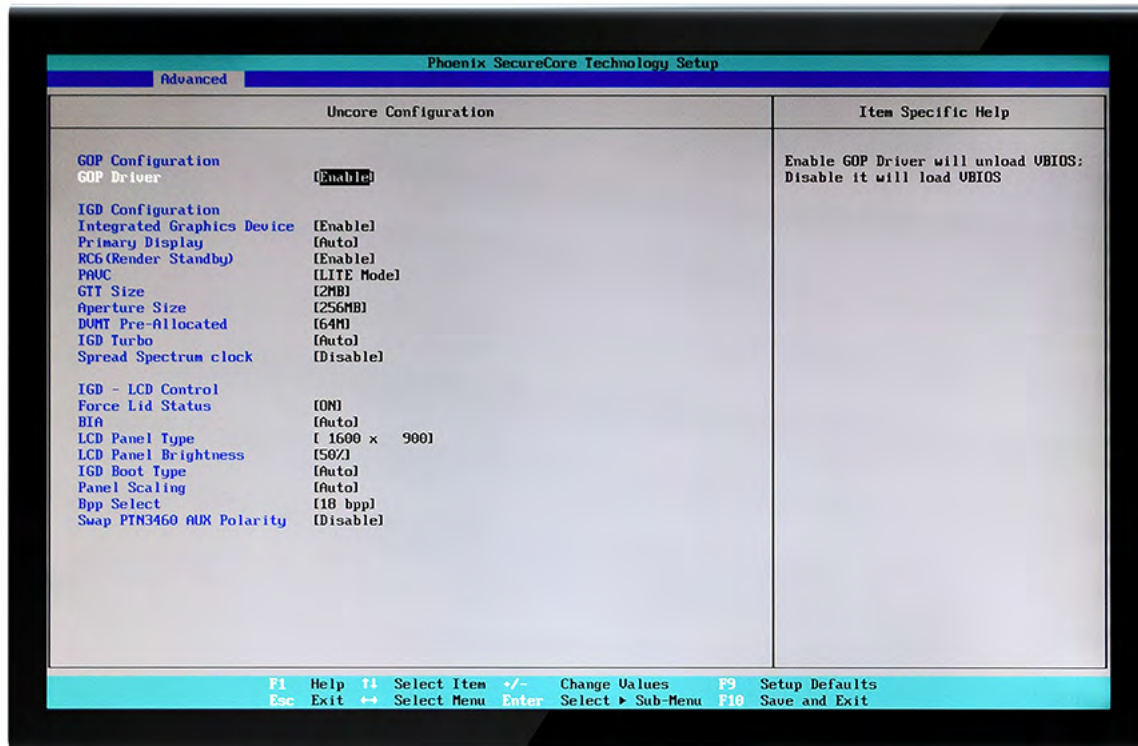 Phoenix SecureCore Technology Setup
Advanced
Uncore Configuration
Item Specific Help
GOP Configuration
GOP Driver [Enable]
Enable GOP Driver will unload VBIOS;
Disable it will load VBIOS
IGD Configuration
Integrated Graphics Device [Enable]
Primary Display [Auto]
RC6(Render Standby) [Enable]
PAVC [LITE Mode]
GTT Size [2MB]
Aperture Size [256MB]
DVMT Pre-Allocated [64M]
IGD Turbo [Auto]
Spread Spectrum clock [Disable]
IGD - LCD Control
Force Lid Status [ON]
BIA [Auto]
LCD Panel Type [ 1600 x 900]
LCD Panel Brightness [50%]
IGD Boot Type [Auto]
Panel Scaling [Auto]
Bpp Select [18 bpp]
Swap PTN3460 AUX Polarity [Disable]
F1 Help ↑↓ Select Item +/- Change Values F9 Setup Defaults
Esc Exit ↔ Select Menu Enter Select ▶ Sub-Menu F10 Save and Exit